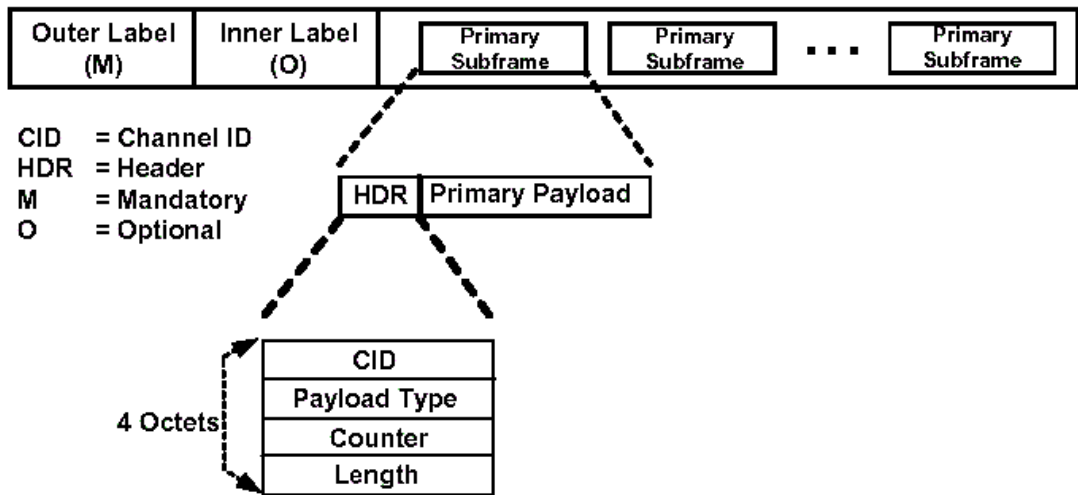 Outer Label
(M)
Inner Label
(O)
Primary
Subframe
Primary
Subframe
...
Primary
Subframe
CID = Channel ID
HDR = Header
M = Mandatory
O = Optional
HDR
Primary Payload
4 Octets
CID
Payload Type
Counter
Length